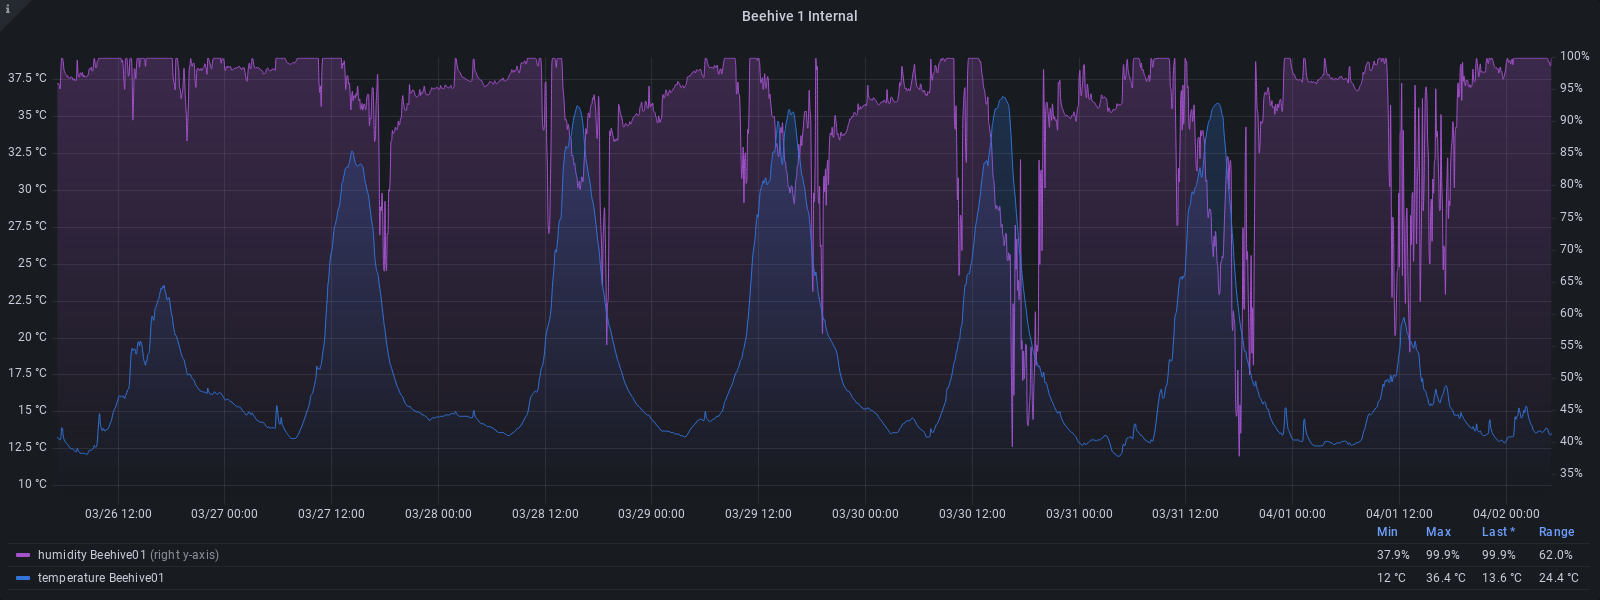 i
Beehive 1 Internal
37.5 °C
35 °C
32.5 °C
30 °C
27.5 °C
25 °C
22.5 °C
20 °C
17.5 °C
15 °C
12.5 °C
10 °C
100%
95%
90%
85%
80%
75%
70%
65%
60%
55%
50%
45%
40%
35%
03/26 12:00 03/27 00:00 03/27 12:00 03/28 00:00 03/28 12:00 03/29 00:00 03/29 12:00 03/30 00:00 03/30 12:00 03/31 00:00 03/31 12:00 04/01 00:00 04/01 12:00 04/02 00:00
Min Max Last * Range
humidity Beehive01 (right y-axis) 37.9% 99.9% 99.9% 62.0%
temperature Beehive01 12 °C 36.4 °C 13.6 °C 24.4 °C